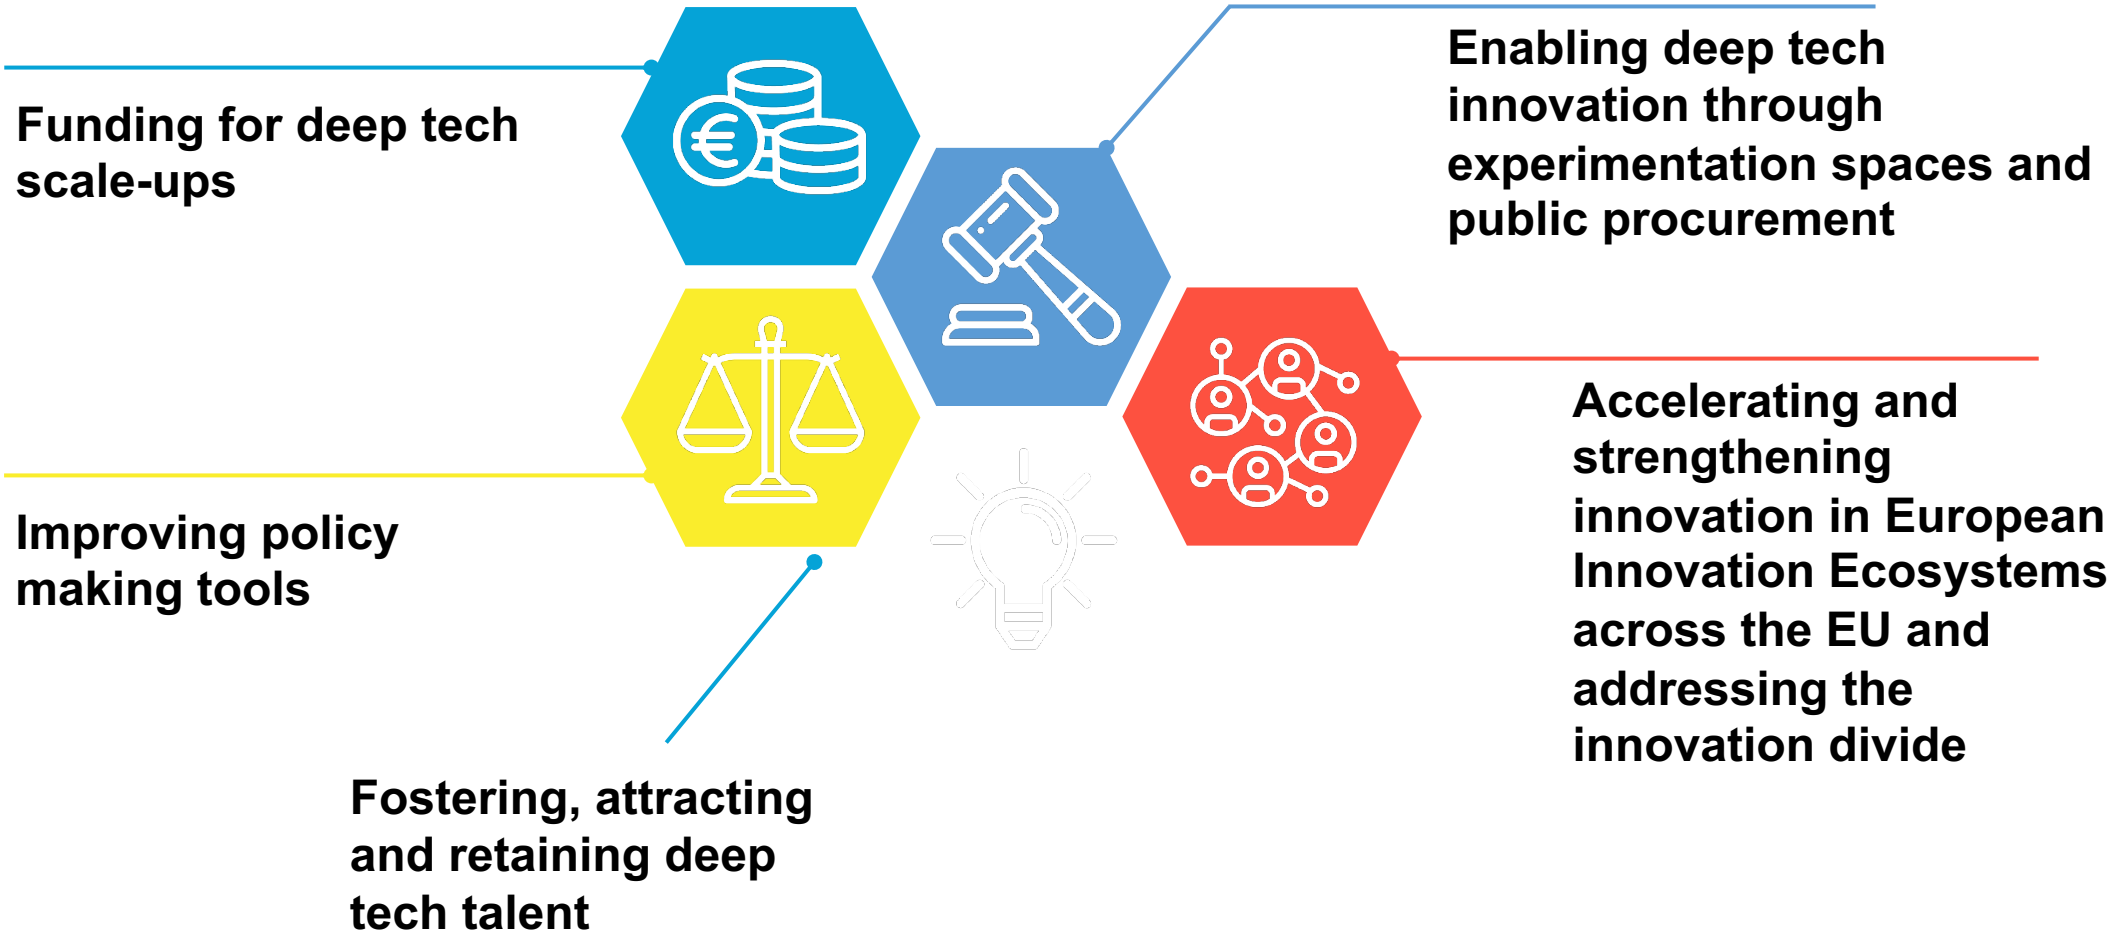 Funding for deep tech
scale-ups
Enabling deep tech
innovation through
experimentation spaces and
public procurement
Accelerating and
strengthening
innovation in European
Innovation Ecosystems
across the EU and
addressing the
innovation divide
Improving policy
making tools
Fostering, attracting
and retaining deep
tech talent